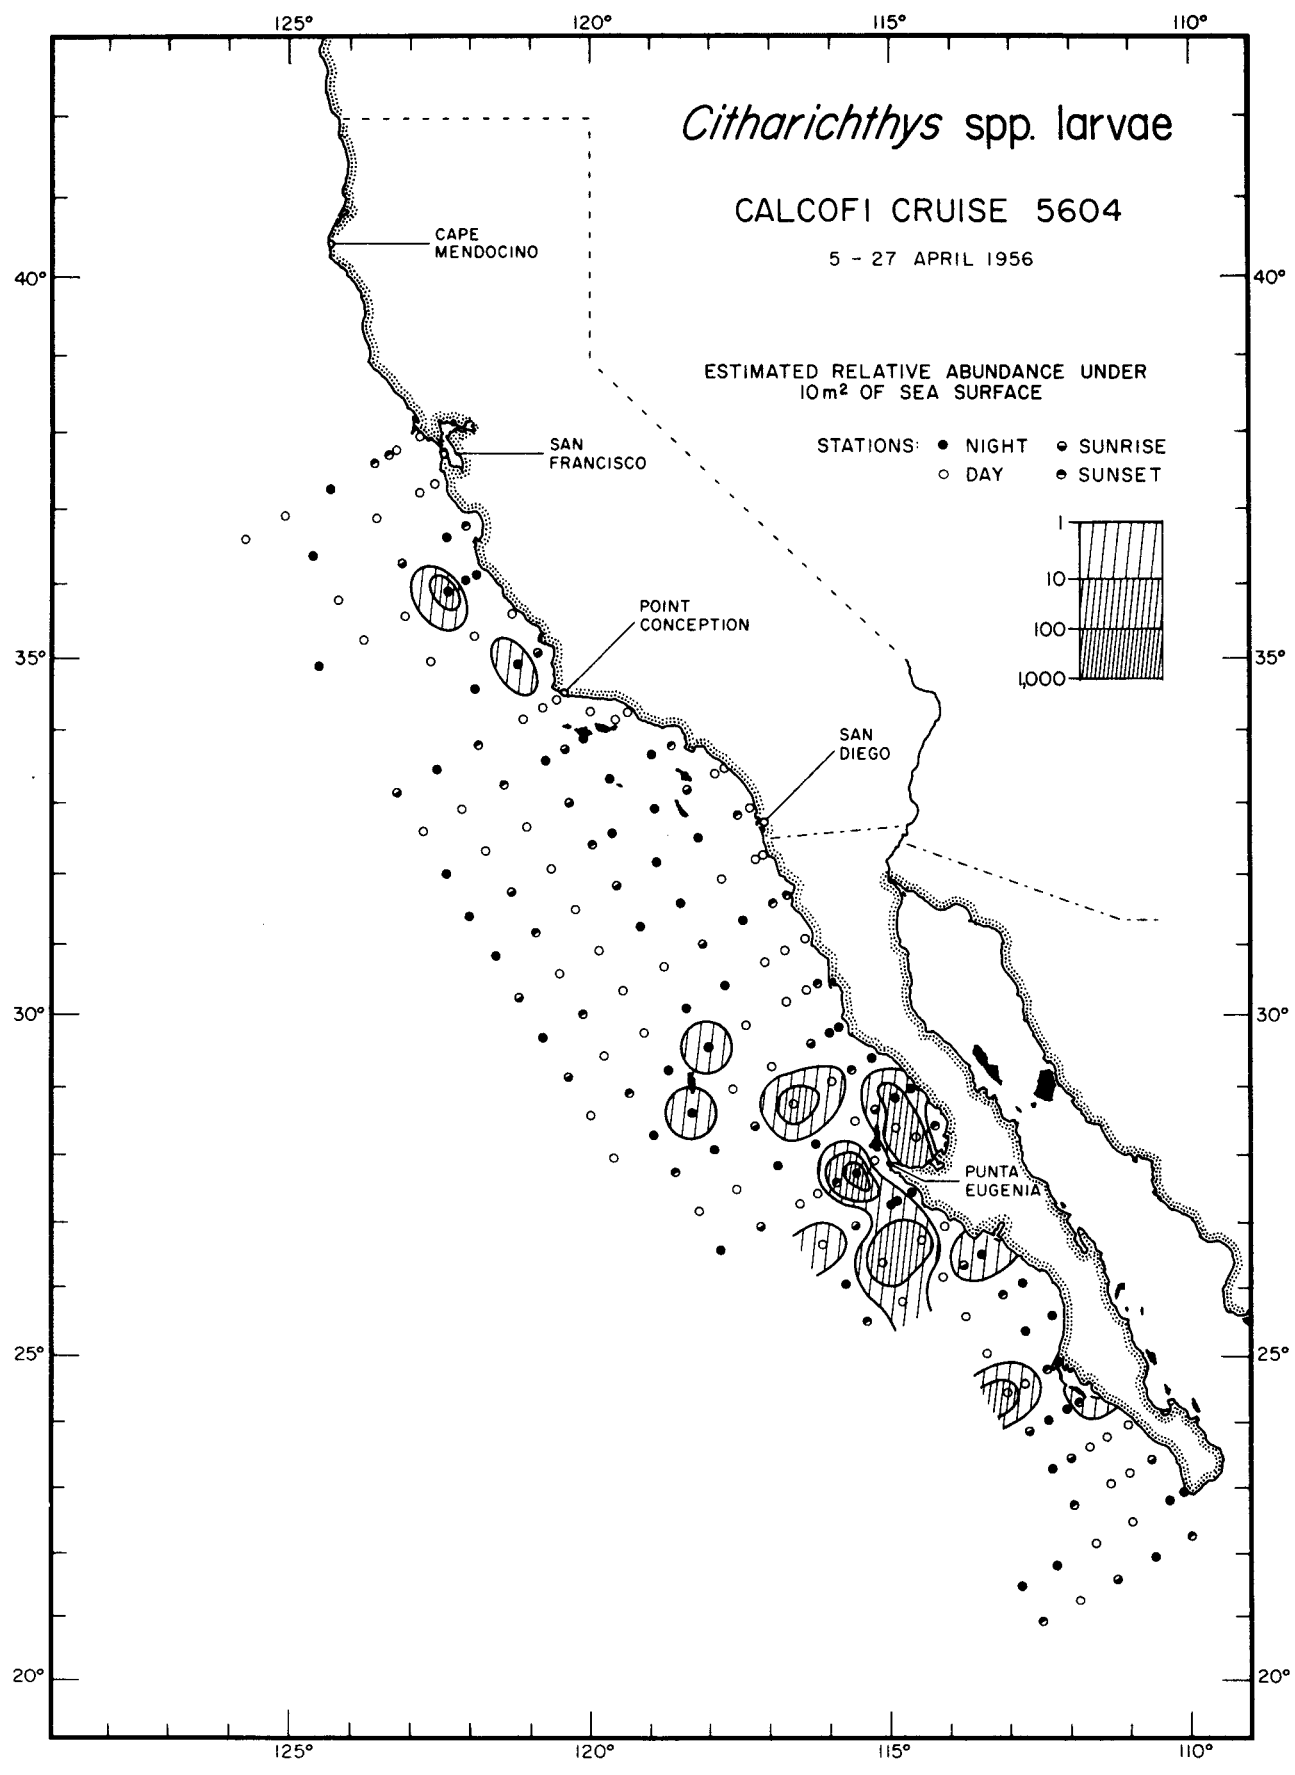 125° 120° 115° 110°
Citharichthys spp. larvae
CALCOFI CRUISE 5604
5 - 27 APRIL 1956
CAPE
MENDOCINO
40° 40°
ESTIMATED RELATIVE ABUNDANCE UNDER
10m² OF SEA SURFACE
STATIONS: NIGHT SUNRISE
DAY SUNSET
SAN
FRANCISCO
1
10
100
1,000
POINT
CONCEPTION
35° 35°
SAN
DIEGO
30° 30°
PUNTA
EUGENIA
25° 25°
20° 20°
125° 120° 115° 110°